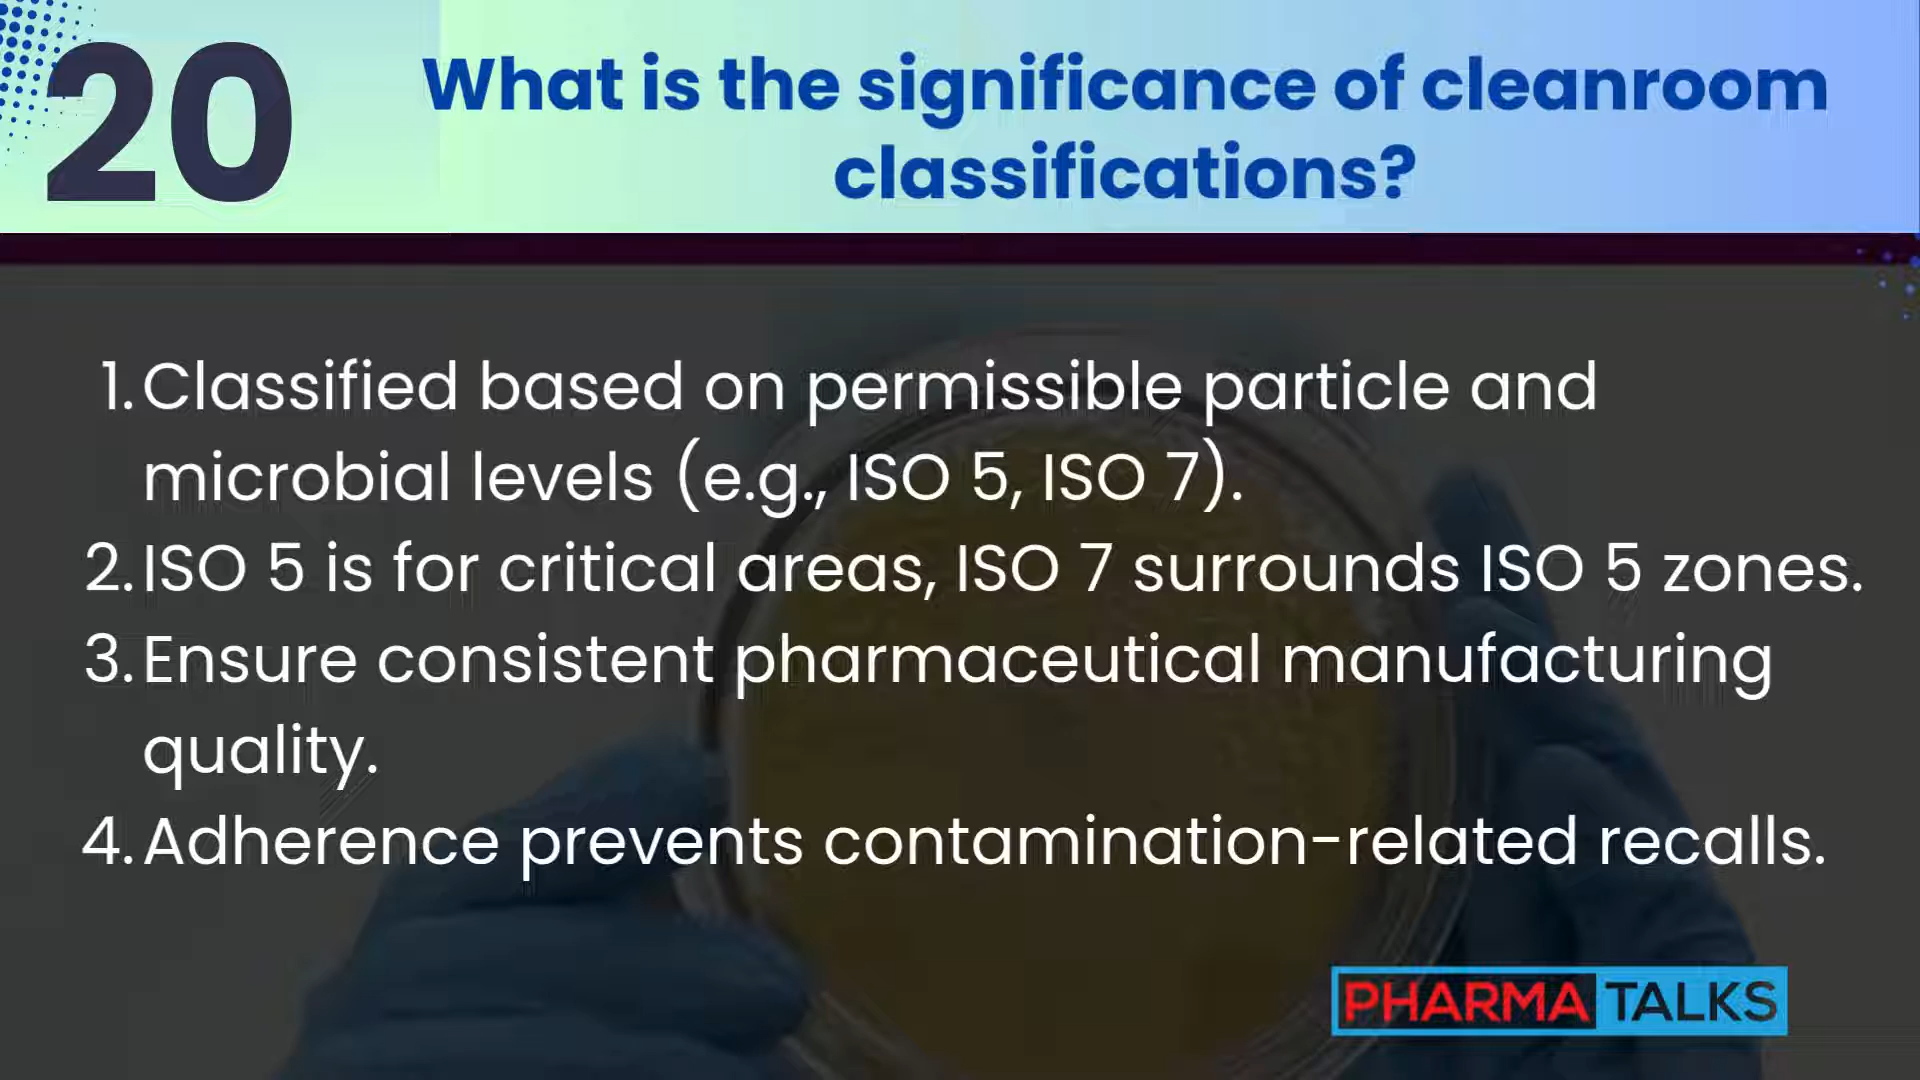 20
What is the significance of cleanroom
classifications?
1. Classified based on permissible particle and
microbial levels (e.g., ISO 5, ISO 7).
2. ISO 5 is for critical areas, ISO 7 surrounds ISO 5 zones.
3. Ensure consistent pharmaceutical manufacturing
quality.
4. Adherence prevents contamination-related recalls.
PHARMA TALKS